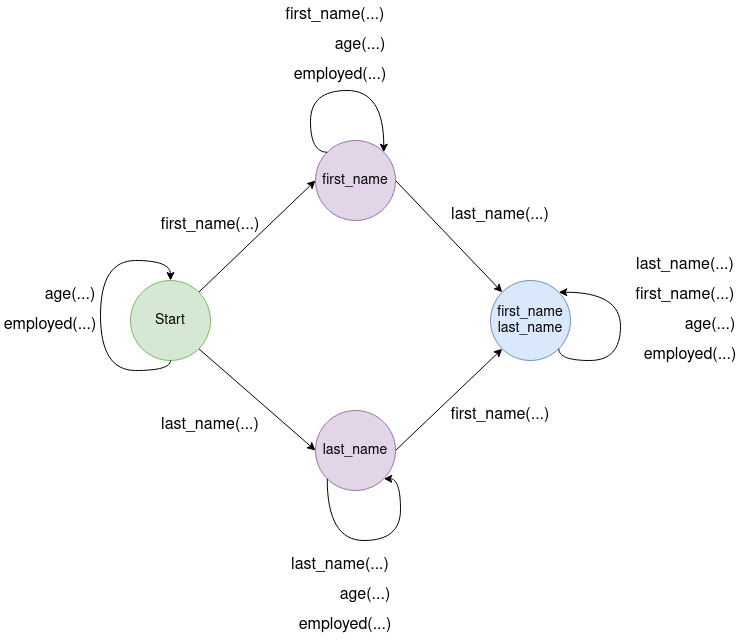 first_name(...)
age(...)
employed(...)
first_name
first_name(...)
last_name(...)
age(...)
employed(...)
Start
first_name
last_name
last_name(...)
first_name(...)
age(...)
employed(...)
last_name(...)
first_name(...)
last_name
last_name(...)
age(...)
employed(...)